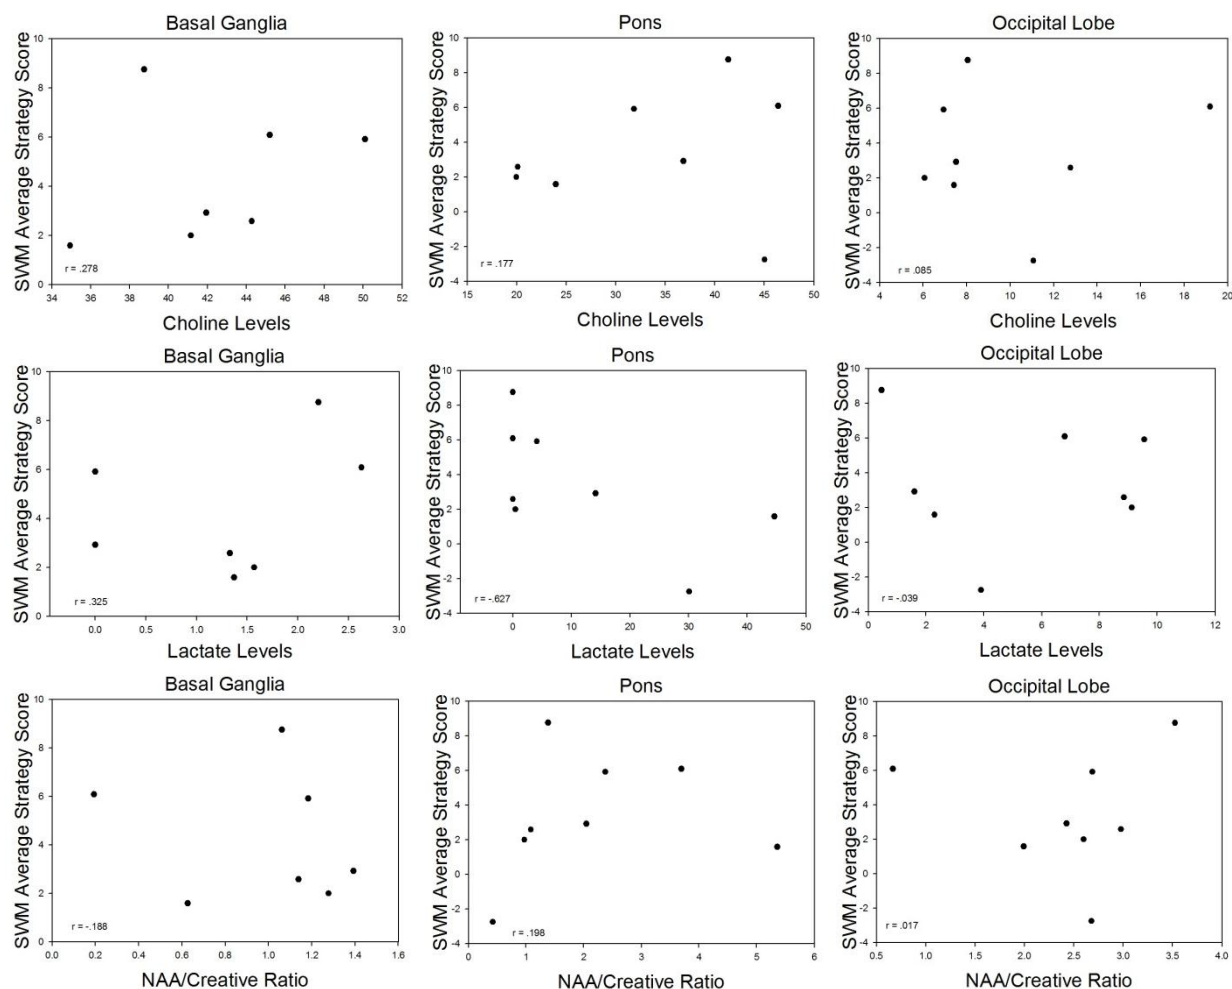 Basal Ganglia
SWM Average Strategy Score
10
8
6
4
2
0
r = .278
34 36 38 40 42 44 46 48 50 52
Choline Levels
Pons
SWM Average Strategy Score
10
8
6
4
2
0
-2
-4
r = .177
15 20 25 30 35 40 45 50
Choline Levels
Occipital Lobe
SWM Average Strategy Score
10
8
6
4
2
0
-2
-4
r = .085
4 6 8 10 12 14 16 18 20
Choline Levels
Basal Ganglia
SWM Average Strategy Score
10
8
6
4
2
0
r = .325
0.0 0.5 1.0 1.5 2.0 2.5 3.0
Lactate Levels
Pons
SWM Average Strategy Score
10
8
6
4
2
0
-2
-4
r = -.627
0 10 20 30 40 50
Lactate Levels
Occipital Lobe
SWM Average Strategy Score
10
8
6
4
2
0
-2
-4
r = -.039
0 2 4 6 8 10 12
Lactate Levels
Basal Ganglia
SWM Average Strategy Score
10
8
6
4
2
0
r = -.188
0.0 0.2 0.4 0.6 0.8 1.0 1.2 1.4 1.6
NAA/Creative Ratio
Pons
SWM Average Strategy Score
10
8
6
4
2
0
-2
-4
r = .198
0 1 2 3 4 5 6
NAA/Creative Ratio
Occipital Lobe
SWM Average Strategy Score
10
8
6
4
2
0
-2
-4
r = .017
0.5 1.0 1.5 2.0 2.5 3.0 3.5 4.0
NAA/Creative Ratio